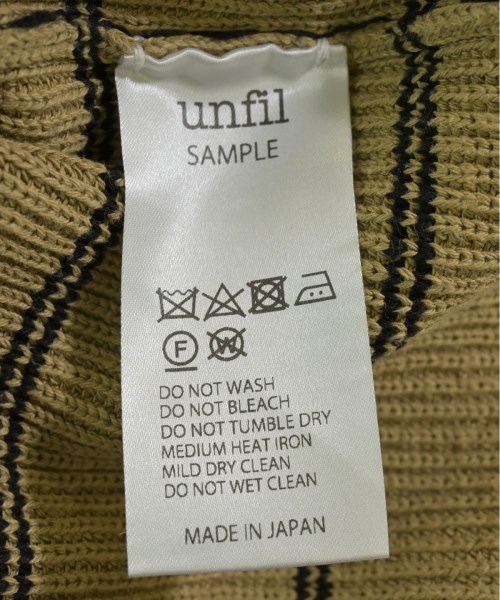 unfil
SAMPLE
F W
DO NOT WASH
DO NOT BLEACH
DO NOT TUMBLE DRY
MEDIUM HEAT IRON
MILD DRY CLEAN
DO NOT WET CLEAN
MADE IN JAPAN